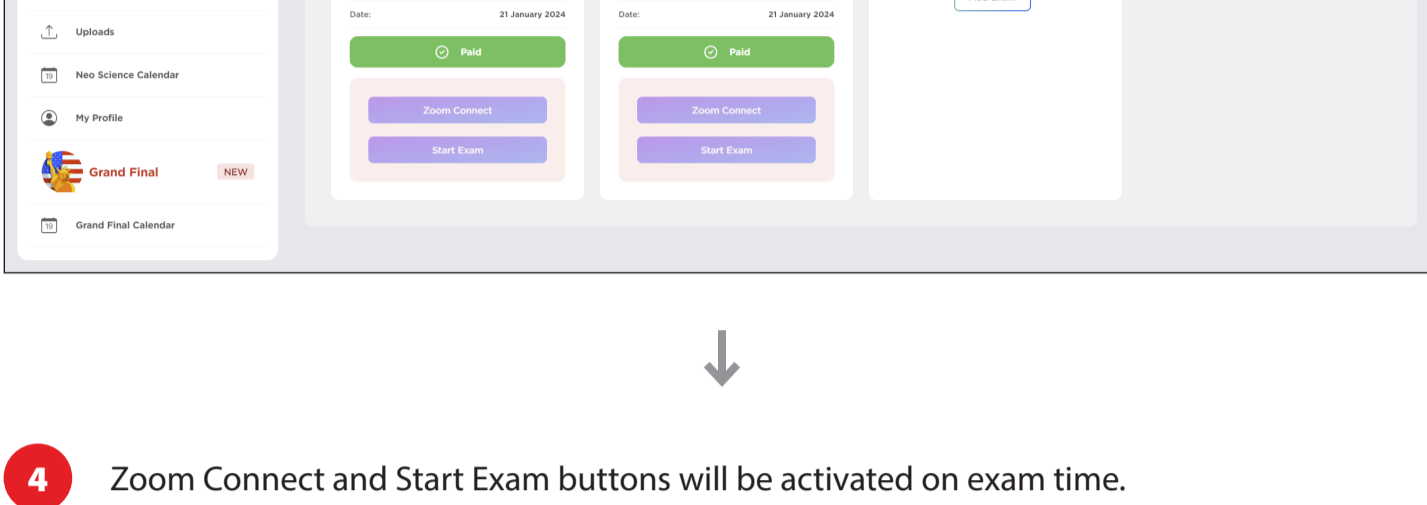 Uploads
19 Neo Science Calendar
My Profile
Grand Final NEW
19 Grand Final Calendar
Date: 21 January 2024
Paid
Zoom Connect
Start Exam
Date: 21 January 2024
Paid
Zoom Connect
Start Exam
4 Zoom Connect and Start Exam buttons will be activated on exam time.